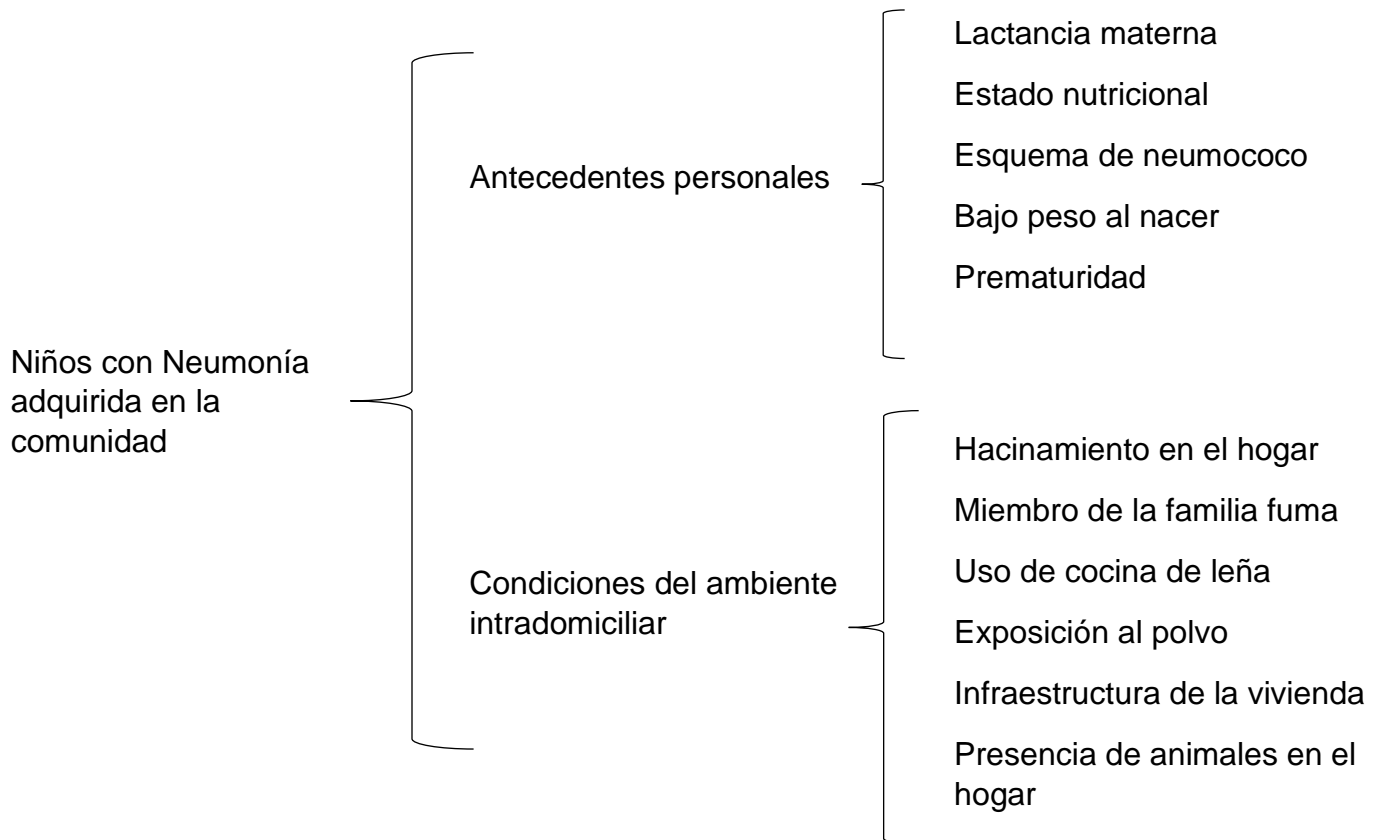 Niños con Neumonía
adquirida en la
comunidad
Antecedentes personales
Lactancia materna
Estado nutricional
Esquema de neumococo
Bajo peso al nacer
Prematuridad
Condiciones del ambiente
intradomiciliar
Hacinamiento en el hogar
Miembro de la familia fuma
Uso de cocina de leña
Exposición al polvo
Infraestructura de la vivienda
Presencia de animales en el
hogar